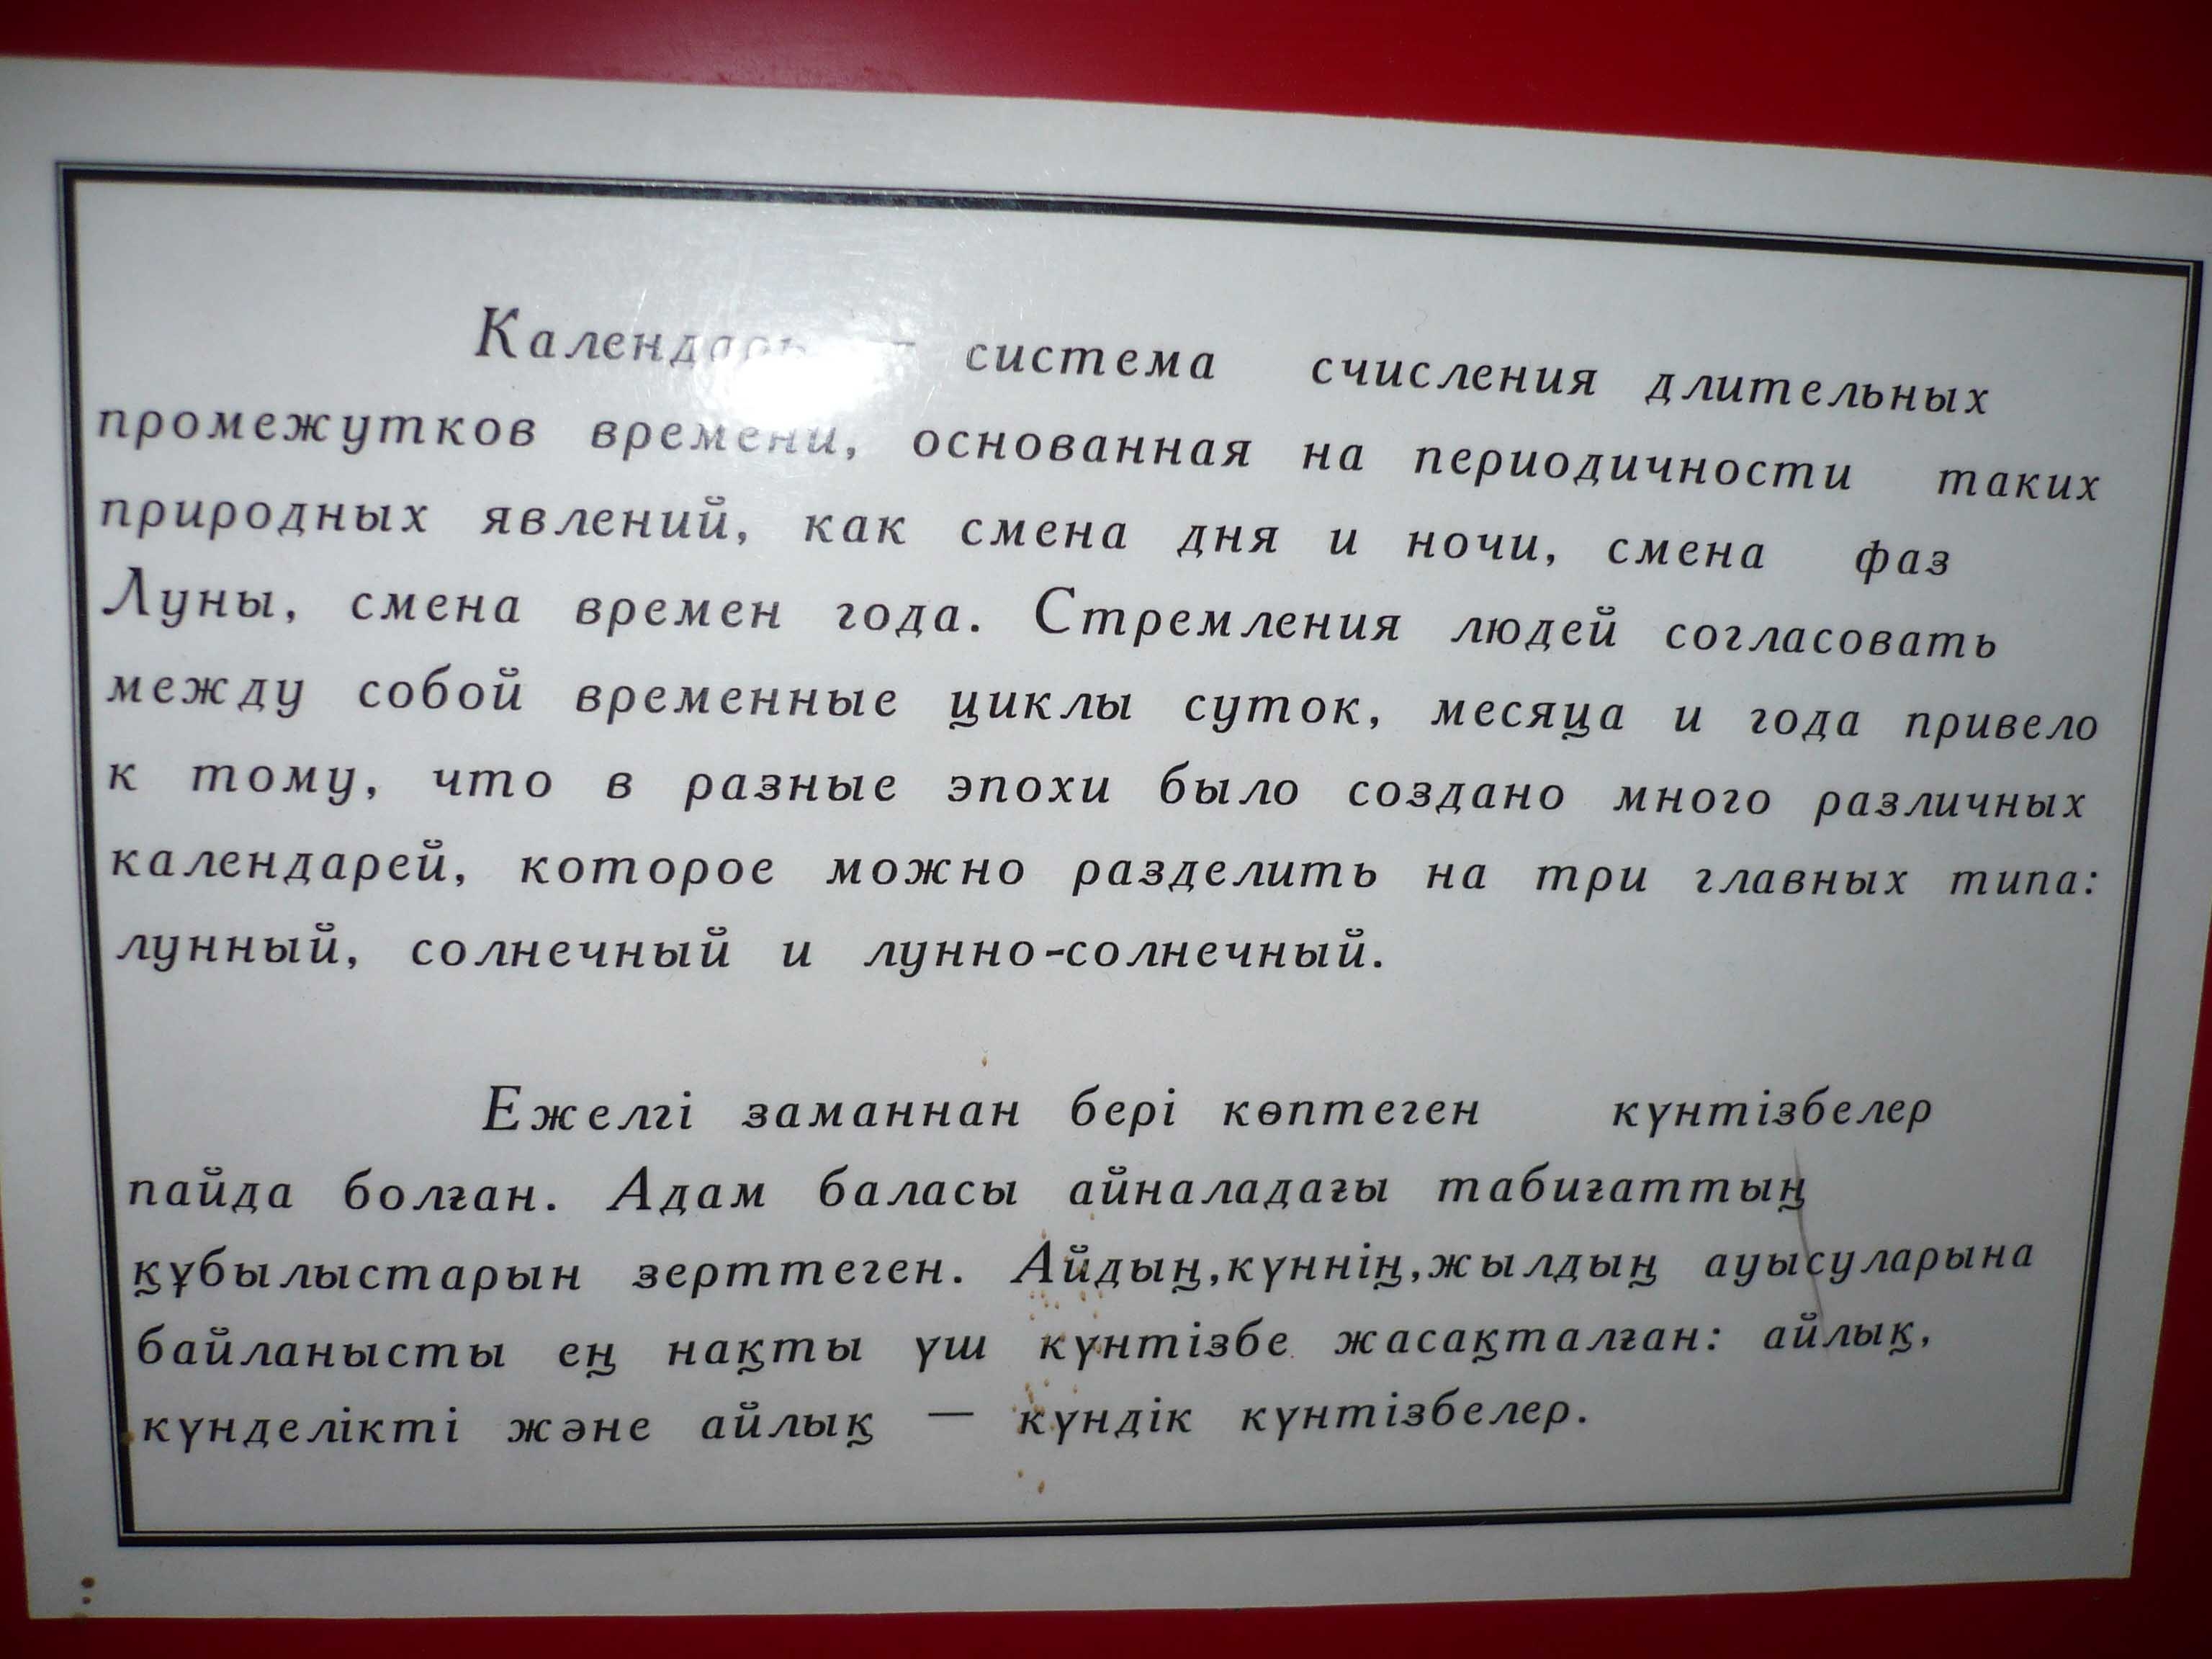 Календарь – система счисления длительных
промежутков времени, основанная на периодичности таких
природных явлений, как смена дня и ночи, смена фаз
Луны, смена времен года. Стремления людей согласовать
между собой временные циклы суток, месяца и года привело
к тому, что в разные эпохи было создано много различных
календарей, которое можно разделить на три главных типа:
лунный, солнечный и лунно-солнечный.
Ежелгі заманнан бері көптеген күнтізбелер
пайда болған. Адам баласы айналадағы табиғаттың
құбылыстарын зерттеген. Айдың,күннің,жылдың ауысуларына
байланысты ең нақты үш күнтізбе жасақталған: айлық,
күнделікті және айлық — күндік күнтізбелер.